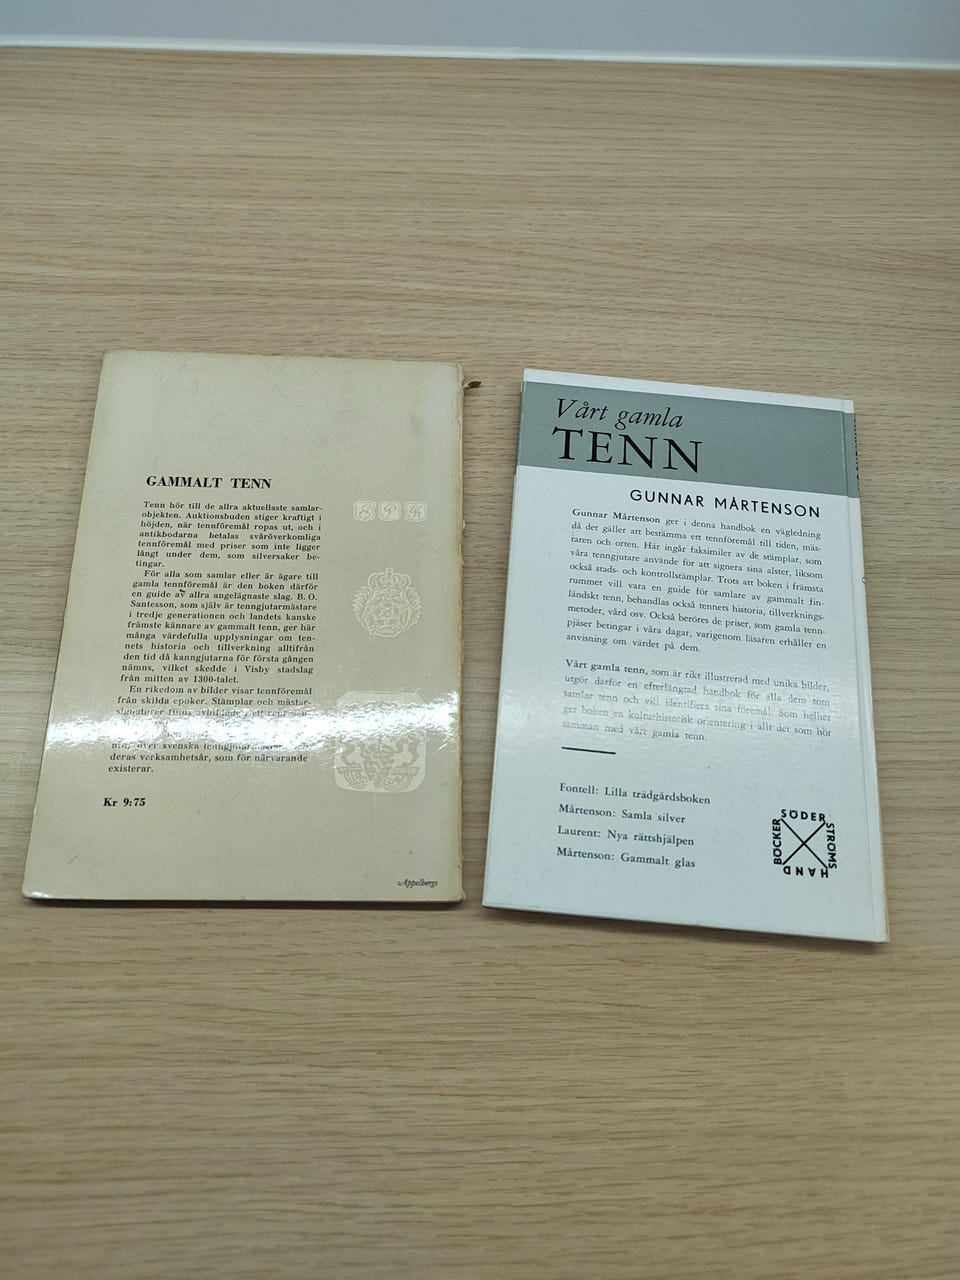 GAMMALT TENN
Tenn hör till de allra aktuellaste samlar-
objekten. Auktionsbuden stiger kraftigt i
höjden, när tennföremål ropas ut, och i
antikbodarna betalas svåröverkomliga
tennföremål med priser som inte ligger
långt under dem, som silversaker be-
tingar.
För alla som samlar eller är ägare till
gamla tennföremål är den boken därför
en guide av allra angelägnaste slag. B. O.
Santesson, som själv är tenngjutarmästare
i tredje generationen och landets kanske
främste kännare av gammalt tenn, ger här
många värdefulla upplysningar om ten-
nets historia och tillverkning alltifrån
den tid då kanngjutarna för första gången
nämns, vilket skedde i Visby stadslag
från mitten av 1300-talet.
En rikedom av bilder visar tennföremål
från skilda epoker. Stämplar och mästar-
signaturer finns avbildade i ett
över svenska tenngjutarmästare
deras verksamhetsår, som för närvarande
existerar.
Kr 9:75
Appelbergs
Vårt gamla
TENN
GUNNAR MÅRTENSON
Gunnar Mårtenson ger i denna handbok en vägledning
då det gäller att bestämma ett tennföremål till tiden, mäs-
taren och orten. Här ingår faksimiler av de stämplar, som
våra tenngjutare använde för att signera sina alster, liksom
också stads- och kontrollstämplar. Trots att boken i främsta
rummet vill vara en guide för samlare av gammalt fin-
ländskt tenn, behandlas också tennets historia, tillverknings-
metoder, vård osv. Också beröres de priser, som gamla tenn-
pjäser betingar i våra dagar, varigenom läsaren erhåller en
anvisning om värdet på dem.
Vårt gamla tenn, som är rikt illustrerad med unika bilder,
utgör därför en efterlängtad handbok för alla dem som
samlar tenn och vill identifiera sina föremål. Som helhet
ger boken en kulturhistorisk orientering i allt det som hör
samman med vårt gamla tenn.
Fontell: Lilla trädgårdsboken
Mårtenson: Samla silver
Laurent: Nya rättshjälpen
Mårtenson: Gammalt glas
SÖDER
STRÖMS
HAND
BÖCKER